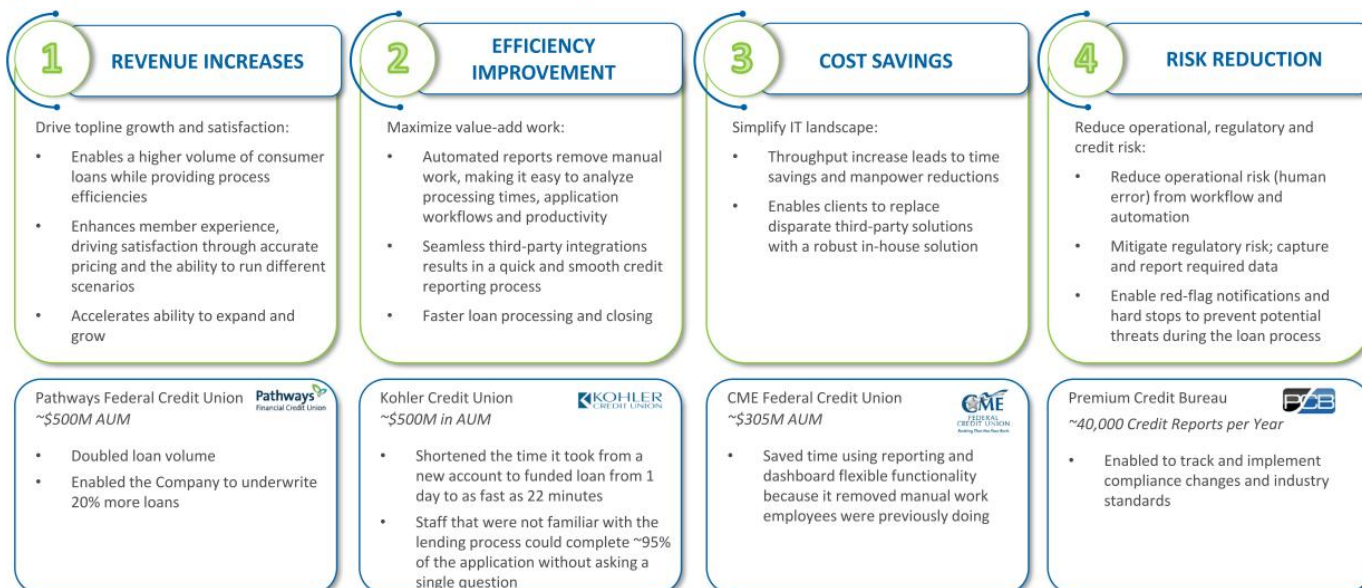 1
REVENUE INCREASES
Drive topline growth and satisfaction:
• Enables a higher volume of consumer
loans while providing process
efficiencies
• Enhances member experience,
driving satisfaction through accurate
pricing and the ability to run different
scenarios
• Accelerates ability to expand and
grow
Pathways Federal Credit Union
~$500M AUM
Pathways
Financial Credit Union
• Doubled loan volume
• Enabled the Company to underwrite
20% more loans
2
EFFICIENCY
IMPROVEMENT
Maximize value-add work:
• Automated reports remove manual
work, making it easy to analyze
processing times, application
workflows and productivity
• Seamless third-party integrations
results in a quick and smooth credit
reporting process
• Faster loan processing and closing
Kohler Credit Union
~$500M in AUM
KOHLER
CREDIT UNION
• Shortened the time it took from a
new account to funded loan from 1
day to as fast as 22 minutes
• Staff that were not familiar with the
lending process could complete ~95%
of the application without asking a
single question
3
COST SAVINGS
Simplify IT landscape:
• Throughput increase leads to time
savings and manpower reductions
• Enables clients to replace
disparate third-party solutions
with a robust in-house solution
CME Federal Credit Union
~$305M AUM
CME
FEDERAL
CREDIT UNION
• Saved time using reporting and
dashboard flexible functionality
because it removed manual work
employees were previously doing
4
RISK REDUCTION
Reduce operational, regulatory and
credit risk:
• Reduce operational risk (human
error) from workflow and
automation
• Mitigate regulatory risk; capture
and report required data
• Enable red-flag notifications and
hard stops to prevent potential
threats during the loan process
Premium Credit Bureau
~40,000 Credit Reports per Year
PCB
• Enabled to track and implement
compliance changes and industry
standards